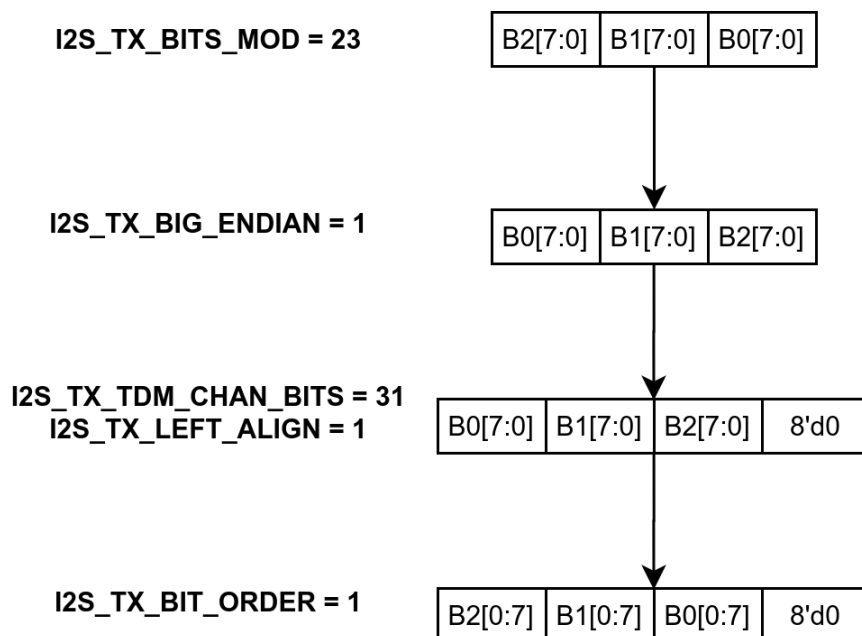 I2S_TX_BITS_MOD = 23 B2[7:0] B1[7:0] B0[7:0]
I2S_TX_BIG_ENDIAN = 1 B0[7:0] B1[7:0] B2[7:0]
I2S_TX_TDM_CHAN_BITS = 31
I2S_TX_LEFT_ALIGN = 1 B0[7:0] B1[7:0] B2[7:0] 8'd0
I2S_TX_BIT_ORDER = 1 B2[0:7] B1[0:7] B0[0:7] 8'd0